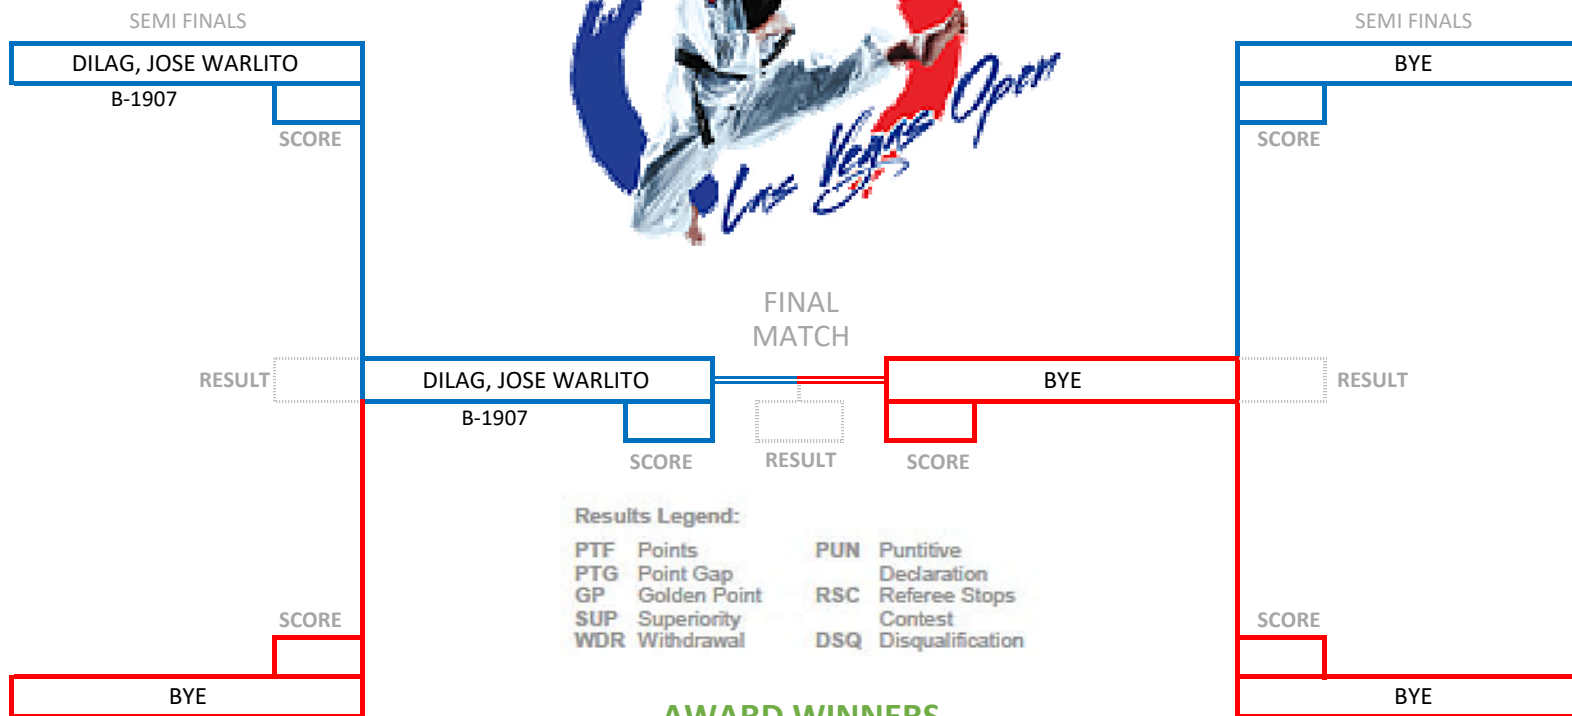 SEMI FINALS
SEMI FINALS
DILAG, JOSE WARLITO
BYE
B-1907
SCORE
SCORE
Las Vegas Open
FINAL
MATCH
RESULT
DILAG, JOSE WARLITO
BYE
RESULT
B-1907
SCORE
RESULT
SCORE
Results Legend:
PTF Points
PTG Point Gap
GP Golden Point
SUP Superiority
WDR Withdrawal
PUN Puntitive
Declaration
RSC Referee Stops
Contest
DSQ Disqualification
SCORE
SCORE
BYE
BYE
AWARD WINNERS